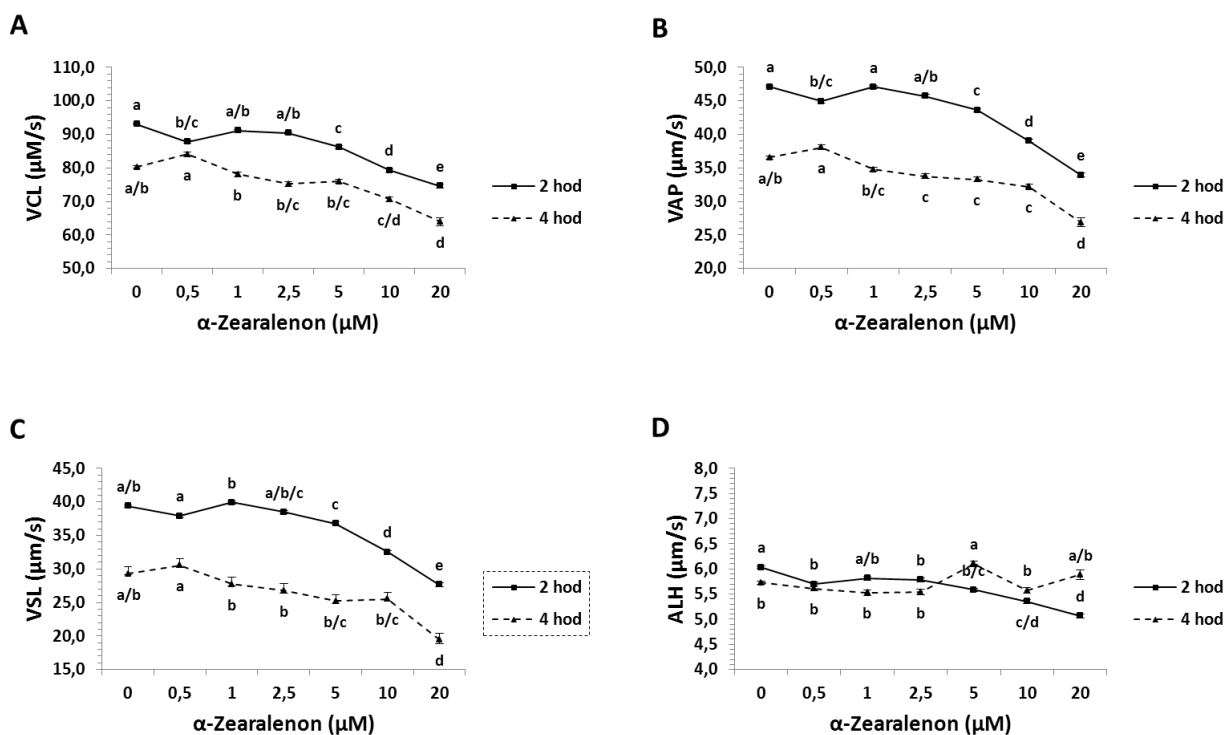 A
VCL (µM/s)
110,0
100,0
90,0
80,0
70,0
60,0
50,0
a b/c a/b a/b c d e
a/b a b b/c b/c c/d d
0 0,5 1 2,5 5 10 20
α-Zearalenon (µM)
2 hod
4 hod
B
VAP (µm/s)
50,0
45,0
40,0
35,0
30,0
25,0
20,0
a b/c a a/b c d e
a/b a b/c c c c d
0 0,5 1 2,5 5 10 20
α-Zearalenon (µM)
2 hod
4 hod
C
VSL (µm/s)
45,0
40,0
35,0
30,0
25,0
20,0
15,0
a/b a b a/b/c c d e
a/b a b b b/c b/c d
0 0,5 1 2,5 5 10 20
α-Zearalenon (µM)
2 hod
4 hod
D
ALH (µm/s)
8,0
7,5
7,0
6,5
6,0
5,5
5,0
4,5
4,0
a b a/b b a b a/b
b/c d
b b b b c/d
0 0,5 1 2,5 5 10 20
α-Zearalenon (µM)
2 hod
4 hod